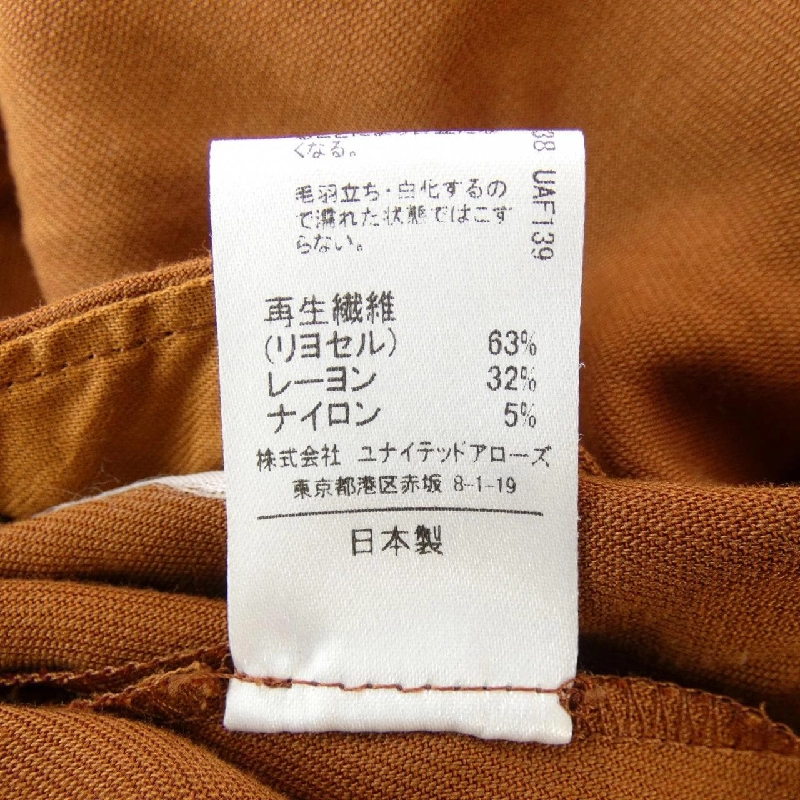 くなる。
毛羽立ち・白化するの
で濡れた状態ではこす
らない。
再生繊維
(リヨセル) 63%
レーヨン 32%
ナイロン 5%
株式会社 ユナイテッドアローズ
東京都港区赤坂 8-1-19
日本製
38 UAF139